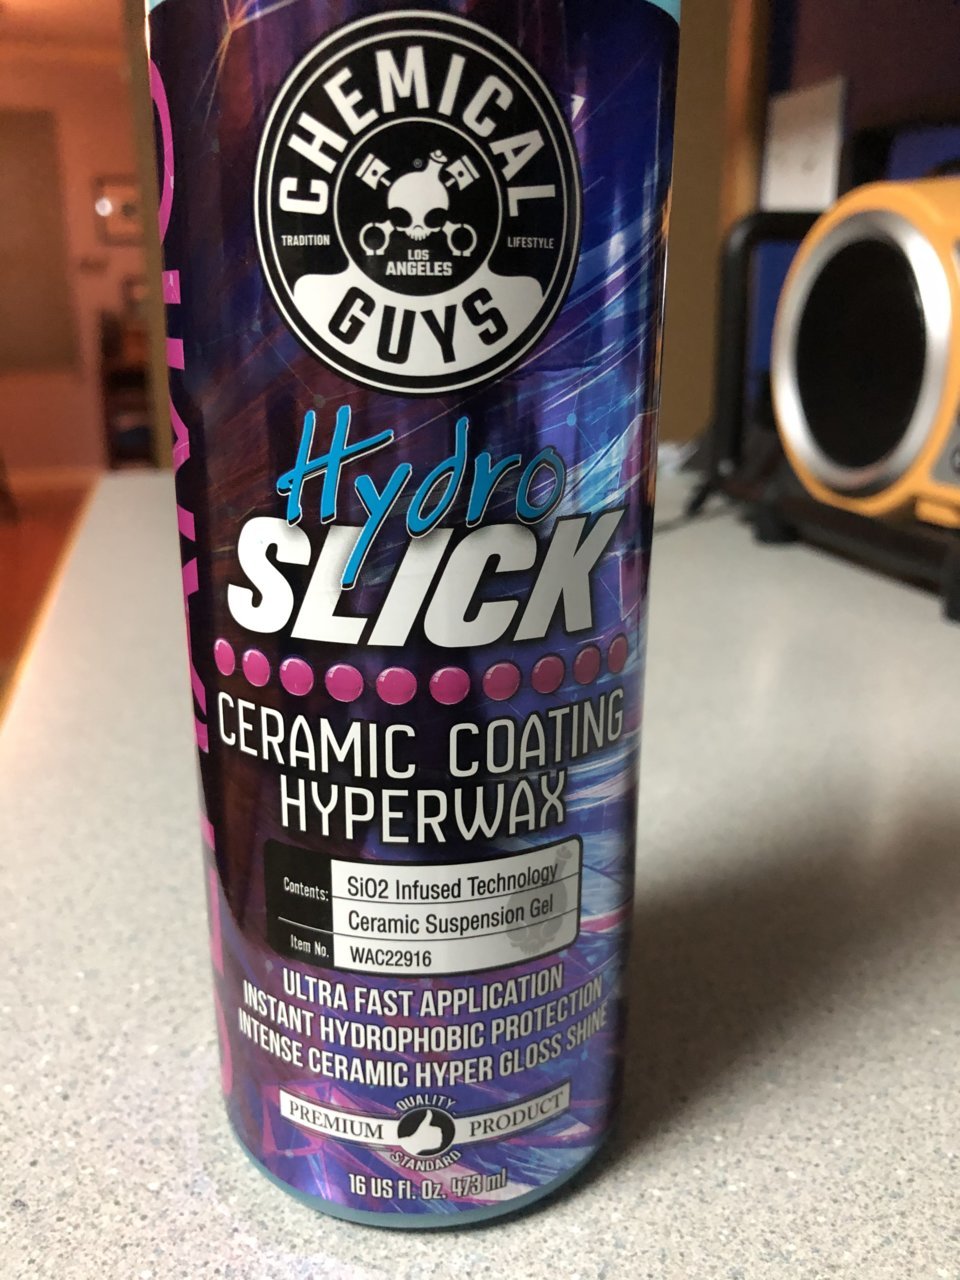 CHEMICAL
TRADITION
LIFESTYLE
LOS
ANGELES
GUYS
Hydro
SLICK
CERAMIC COATING
HYPERWAX
Contents: SiO2 Infused Technology
Ceramic Suspension Gel
Item No. WAC22916
ULTRA FAST APPLICATION
INSTANT HYDROPHOBIC PROTECTION
INTENSE CERAMIC HYPER GLOSS SHINE
QUALITY
PREMIUM PRODUCT
STANDARD
16 US Fl. Oz. 473 ml